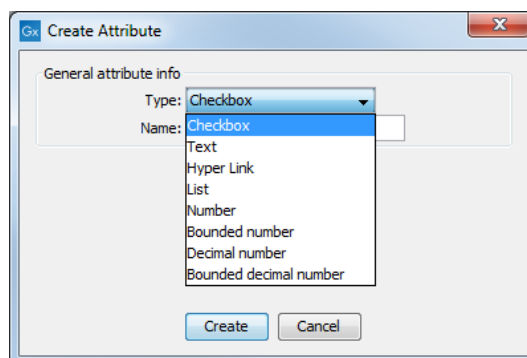 Gx Create Attribute
General attribute info
Type: Checkbox
Name: Checkbox
Text
Hyper Link
List
Number
Bounded number
Decimal number
Bounded decimal number
Create Cancel